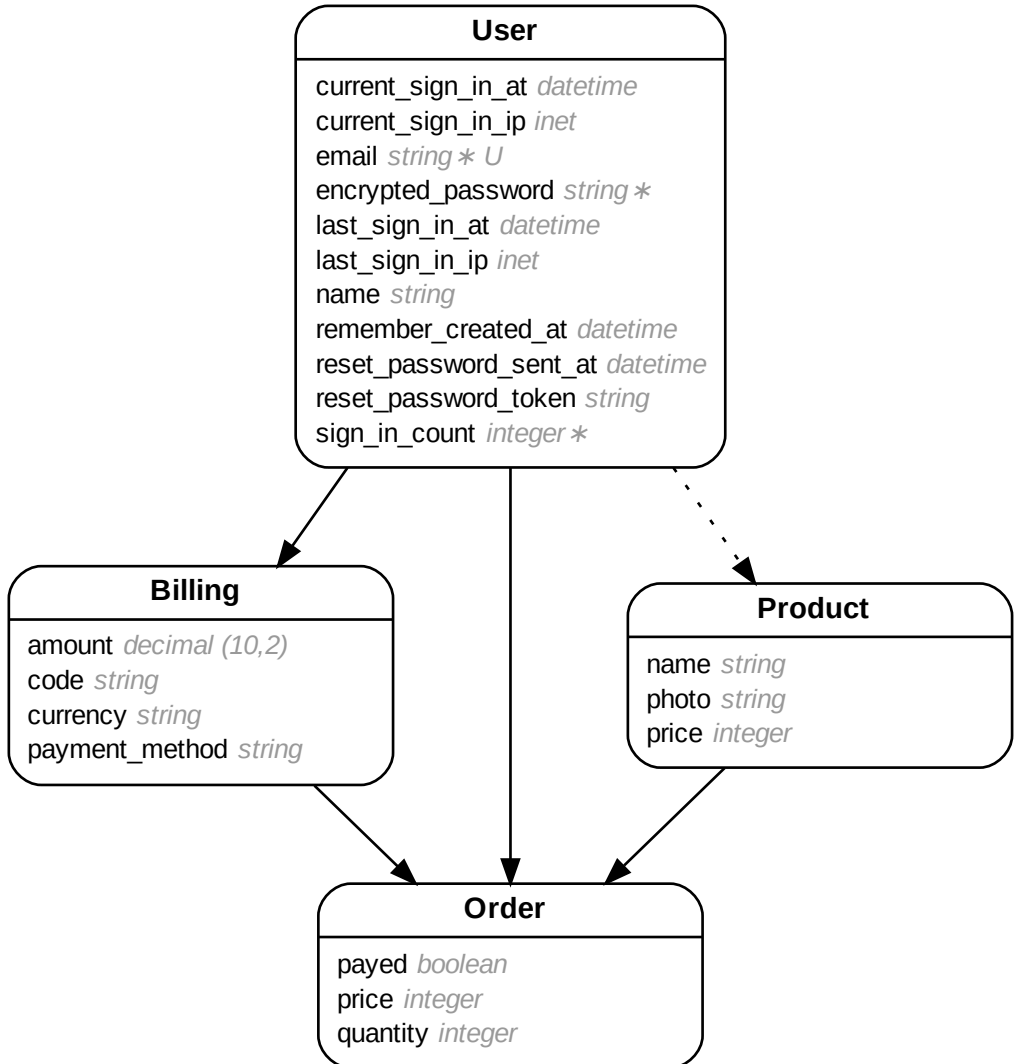 User
current_sign_in_at datetime
current_sign_in_ip inet
email string ∗ U
encrypted_password string ∗
last_sign_in_at datetime
last_sign_in_ip inet
name string
remember_created_at datetime
reset_password_sent_at datetime
reset_password_token string
sign_in_count integer ∗
Billing
amount decimal (10,2)
code string
currency string
payment_method string
Product
name string
photo string
price integer
Order
payed boolean
price integer
quantity integer